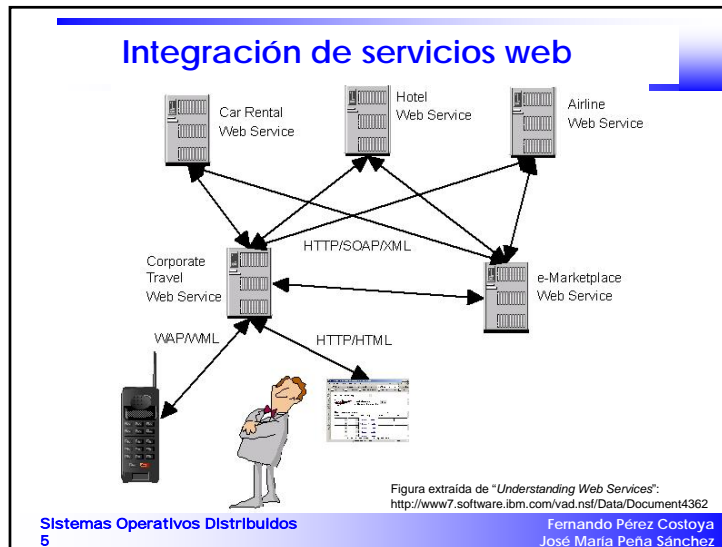 Integración de servicios web
Car Rental
Web Service
Hotel
Web Service
Airline
Web Service
HTTP/SOAP/XML
Corporate
Travel
Web Service
e-Marketplace
Web Service
WAP/WML
HTTP/HTML
Figura extraída de “Understanding Web Services”:
http://www7.software.ibm.com/vad.nsf/Data/Document4362
Sistemas Operativos Distribuidos
5
Fernando Pérez Costoya
José María Peña Sánchez